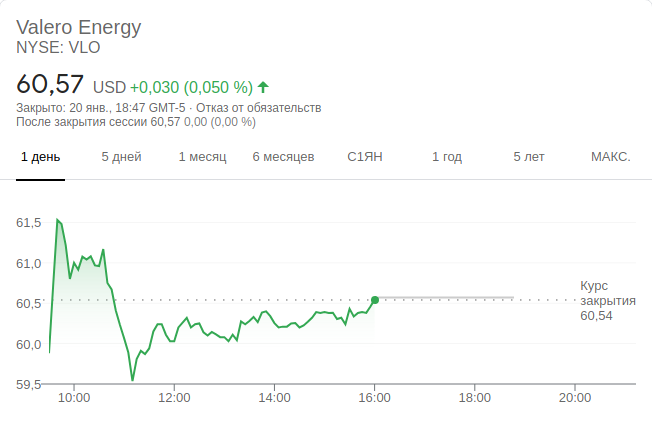 Valero Energy
NYSE: VLO
60,57 USD +0,030 (0,050 %)
Закрыто: 20 янв., 18:47 GMT-5 · Отказ от обязательств
После закрытия сессии 60,57 0,00 (0,00 %)
1 день 5 дней 1 месяц 6 месяцев С1ЯН 1 год 5 лет МАКС.
61,5
61,0
60,5
60,0
59,5
Курс
закрытия
60,54
10:00 12:00 14:00 16:00 18:00 20:00